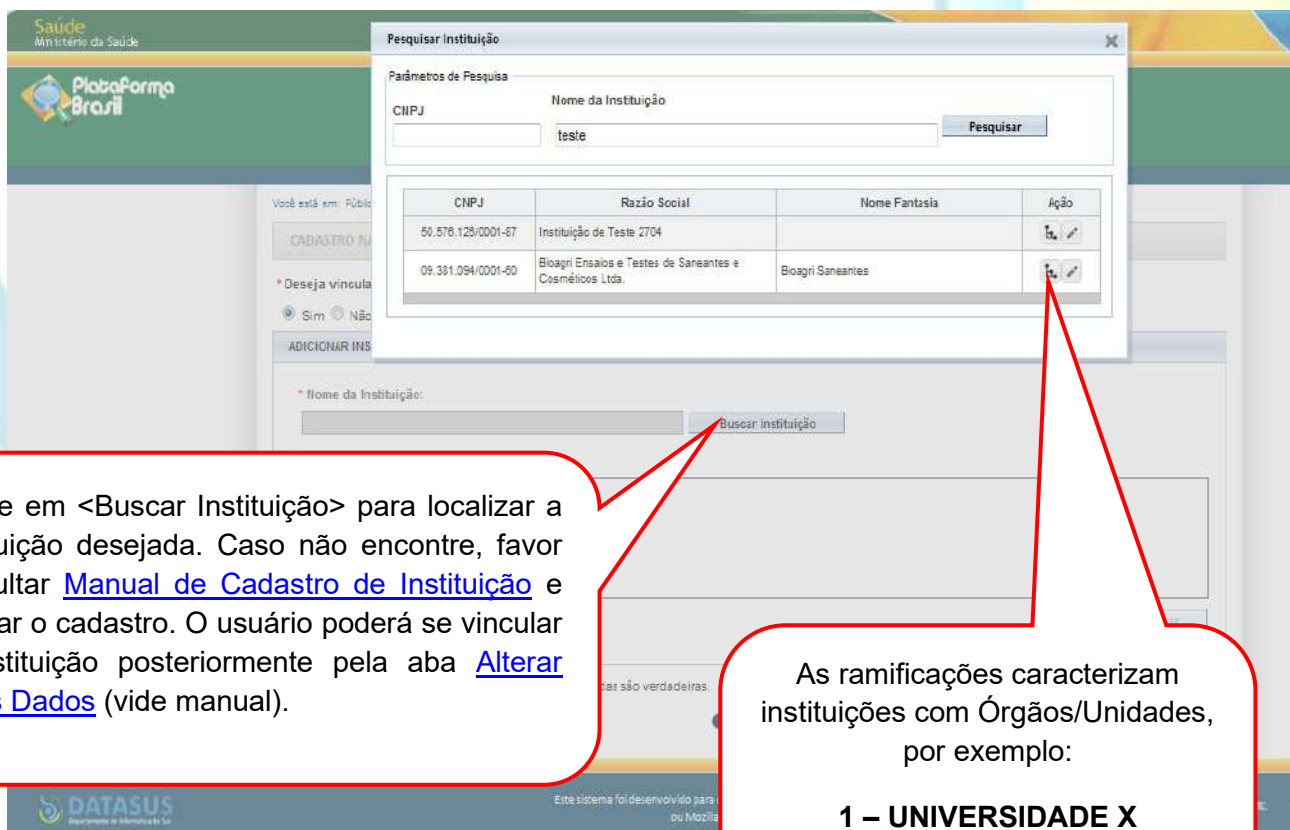 Saúde
Ministério da Saúde
Plataforma
Brasil
Pesquisar Instituição
Parâmetros de Pesquisa
CNPJ
Nome da Instituição
teste
Pesquisar
CNPJ Razão Social Nome Fantasia Ação
50.576.128/0001-67 Instituição de Teste 2704
09.381.094/0001-60 Bioagri Ensaios e Testes de Saneantes e
Cosméticos Ltda. Bioagri Saneantes
Você está em: Públic
CADASTRO NA
* Deseja vincula
Sim Não
ADICIONAR INS
* Nome da Instituição:
Buscar Instituição
e em <Buscar Instituição> para localizar a
uição desejada. Caso não encontre, favor
ultar Manual de Cadastro de Instituição e
ar o cadastro. O usuário poderá se vincular
stituição posteriormente pela aba Alterar
s Dados (vide manual).
das são verdadeiras.
As ramificações caracterizam
instituições com Órgãos/Unidades,
por exemplo:
1 – UNIVERSIDADE X
DATASUS
Este sistema foi desenvolvido para
ou Mozilla